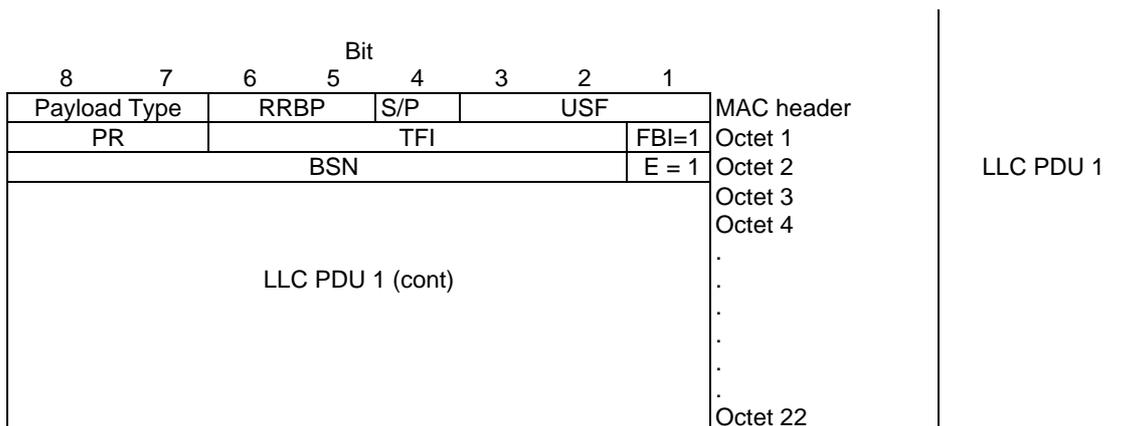 Bit
8 7 6 5 4 3 2 1
Payload Type RRBP S/P USF MAC header
PR TFI FBI=1 Octet 1
BSN E = 1 Octet 2 LLC PDU 1
Octet 3
Octet 4
.
LLC PDU 1 (cont) .
.
.
.
.
Octet 22